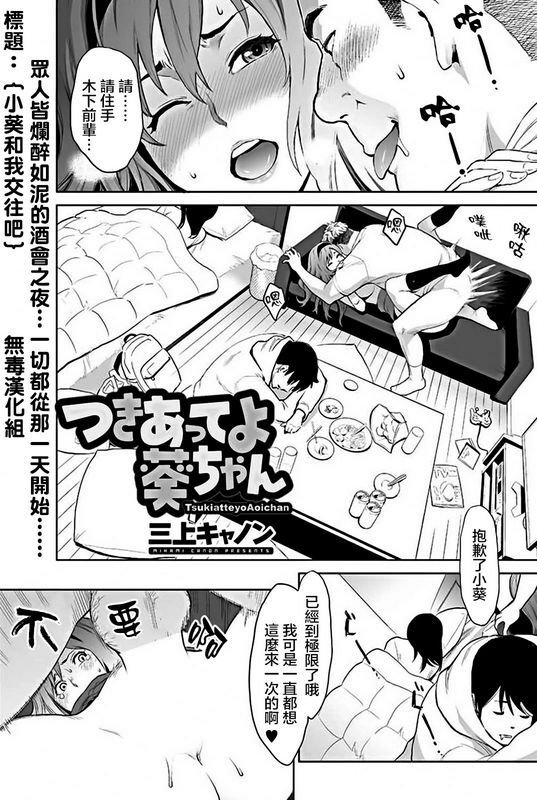 眾人皆爛醉如泥的酒會之夜…一切都從那一天開始……
標題：﹝小葵和我交往吧﹞　無毒漢化組
請……
請住手
木下前輩…
啾
咕
噗
呲
嗯
嗯
嗯
つきあってよ
葵ちゃん
TsukiatteyoAoichan
三上キャノン
MIKAMI CANON PRESENTS
抱歉了小葵
已經到極限了哦
我可是一直都想
這麼來一次的啊♥
哈
哈
要
不